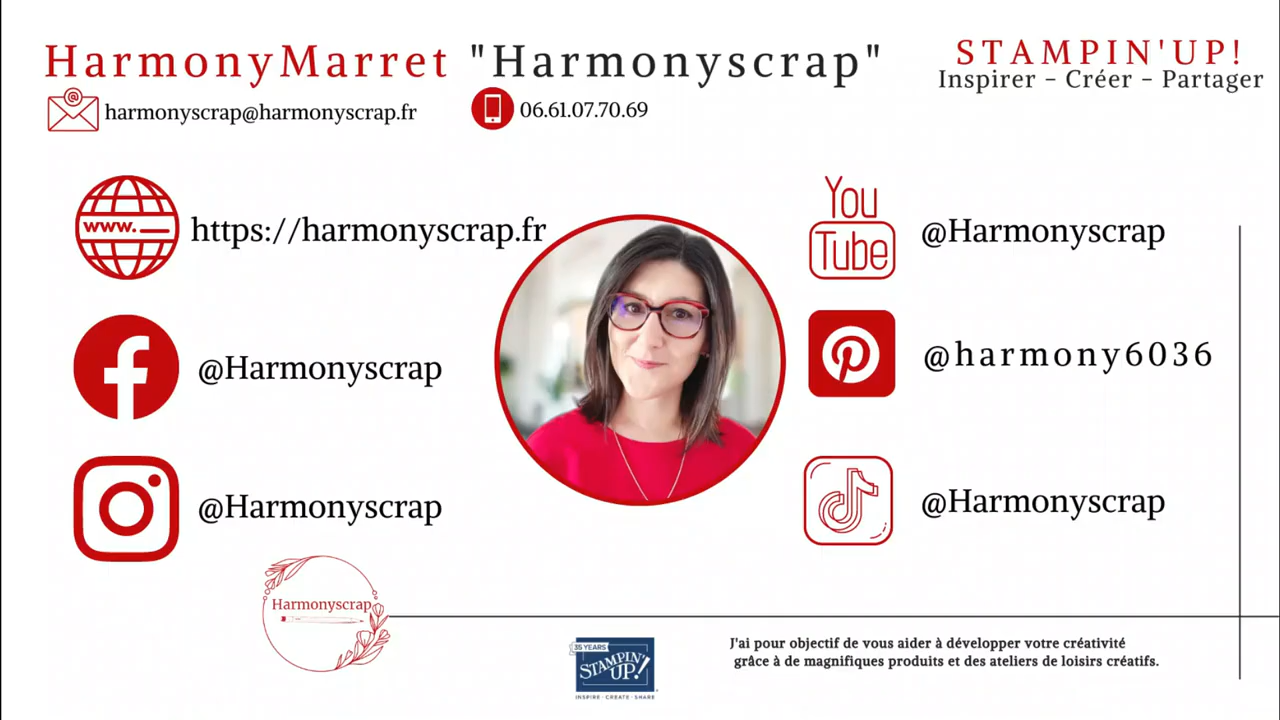 HarmonyMarret "Harmonyscrap"
STAMPIN'UP!
Inspirer - Créer - Partager
@
harmonyscrap@harmonyscrap.fr
06.61.07.70.69
www.
https://harmonyscrap.fr
You
Tube
@Harmonyscrap
f
@Harmonyscrap
@harmony6036
@Harmonyscrap
@Harmonyscrap
Harmonyscrap
35 YEARS
STAMPIN'
UP!
INSPIRE · CREATE · SHARE
J'ai pour objectif de vous aider à développer votre créativité
grâce à de magnifiques produits et des ateliers de loisirs créatifs.